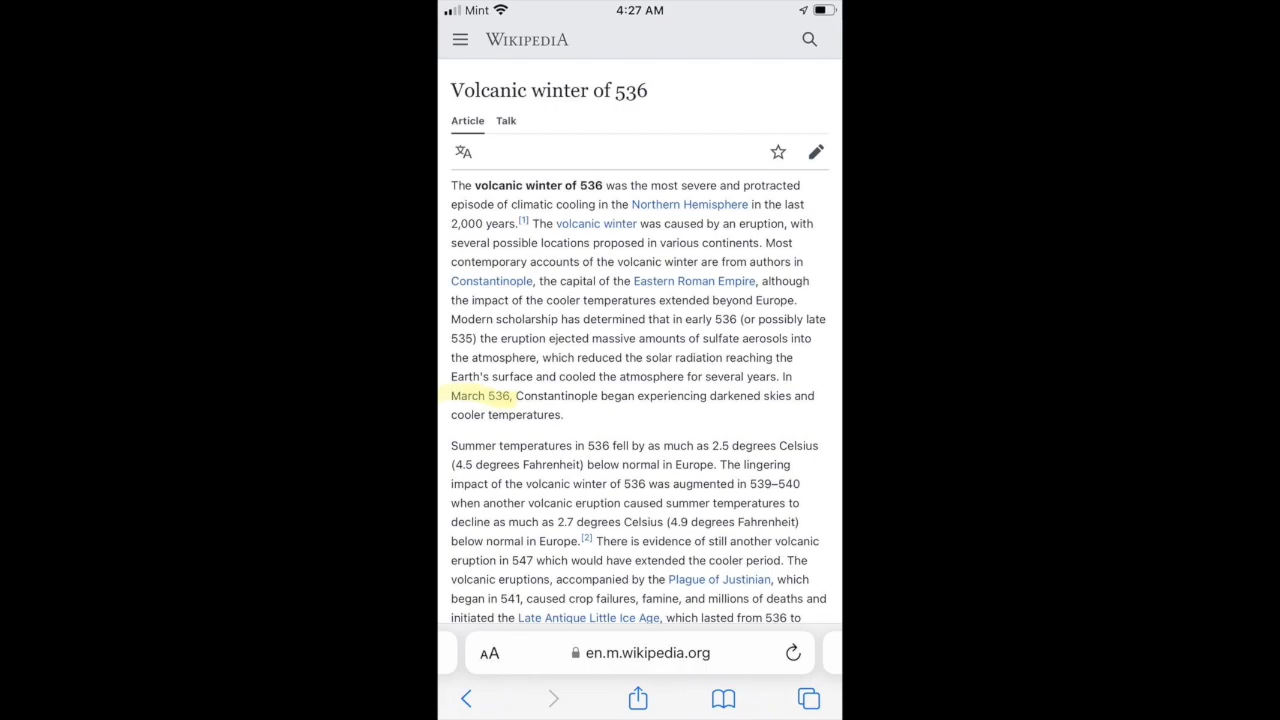 Mint 4:27 AM
WIKIPEDIA
Volcanic winter of 536
Article Talk
The volcanic winter of 536 was the most severe and protracted
episode of climatic cooling in the Northern Hemisphere in the last
2,000 years.[1] The volcanic winter was caused by an eruption, with
several possible locations proposed in various continents. Most
contemporary accounts of the volcanic winter are from authors in
Constantinople, the capital of the Eastern Roman Empire, although
the impact of the cooler temperatures extended beyond Europe.
Modern scholarship has determined that in early 536 (or possibly late
535) the eruption ejected massive amounts of sulfate aerosols into
the atmosphere, which reduced the solar radiation reaching the
Earth's surface and cooled the atmosphere for several years. In
March 536, Constantinople began experiencing darkened skies and
cooler temperatures.
Summer temperatures in 536 fell by as much as 2.5 degrees Celsius
(4.5 degrees Fahrenheit) below normal in Europe. The lingering
impact of the volcanic winter of 536 was augmented in 539–540
when another volcanic eruption caused summer temperatures to
decline as much as 2.7 degrees Celsius (4.9 degrees Fahrenheit)
below normal in Europe.[2] There is evidence of still another volcanic
eruption in 547 which would have extended the cooler period. The
volcanic eruptions, accompanied by the Plague of Justinian, which
began in 541, caused crop failures, famine, and millions of deaths and
initiated the Late Antique Little Ice Age, which lasted from 536 to
AA en.m.wikipedia.org